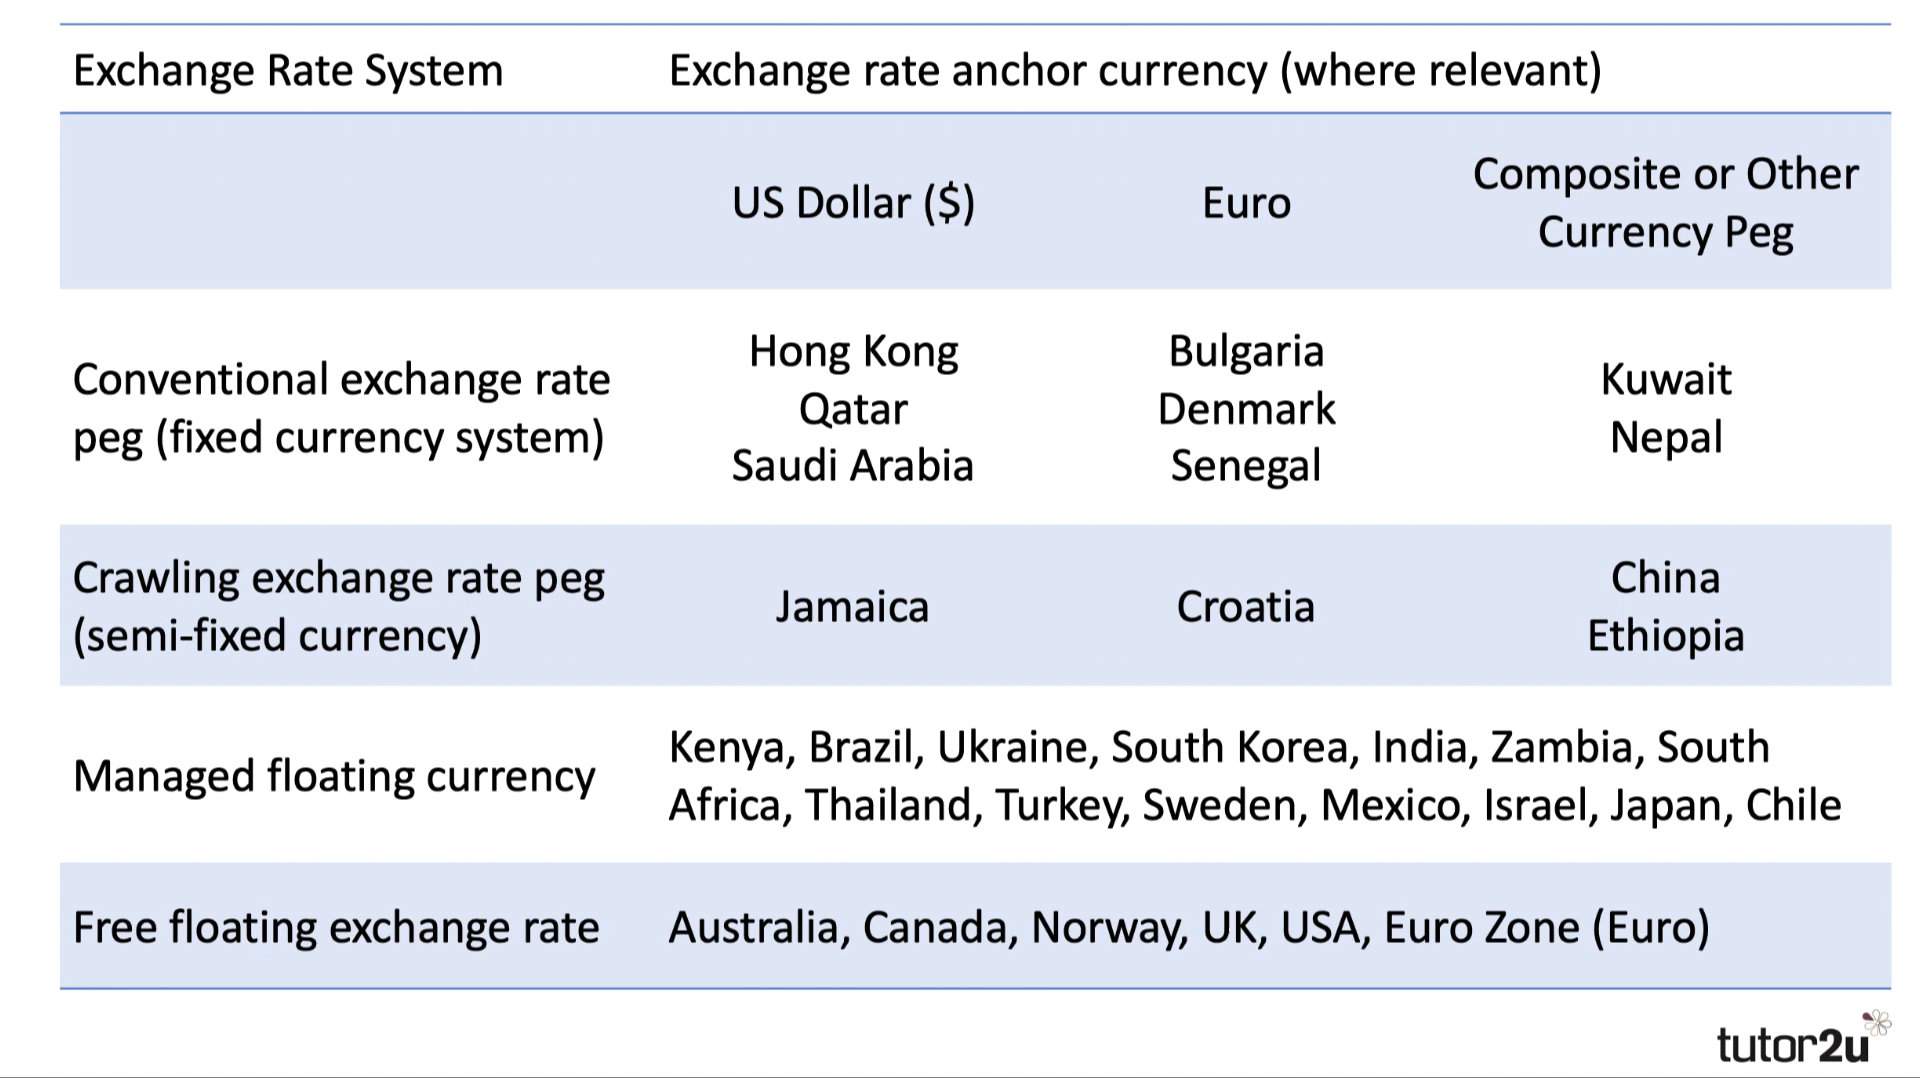 Exchange Rate System
Exchange rate anchor currency (where relevant)
US Dollar ($)
Euro
Composite or Other
Currency Peg
Conventional exchange rate
peg (fixed currency system)
Hong Kong
Qatar
Saudi Arabia
Bulgaria
Denmark
Senegal
Kuwait
Nepal
Crawling exchange rate peg
(semi-fixed currency)
Jamaica
Croatia
China
Ethiopia
Managed floating currency
Kenya, Brazil, Ukraine, South Korea, India, Zambia, South
Africa, Thailand, Turkey, Sweden, Mexico, Israel, Japan, Chile
Free floating exchange rate
Australia, Canada, Norway, UK, USA, Euro Zone (Euro)
tutor2u